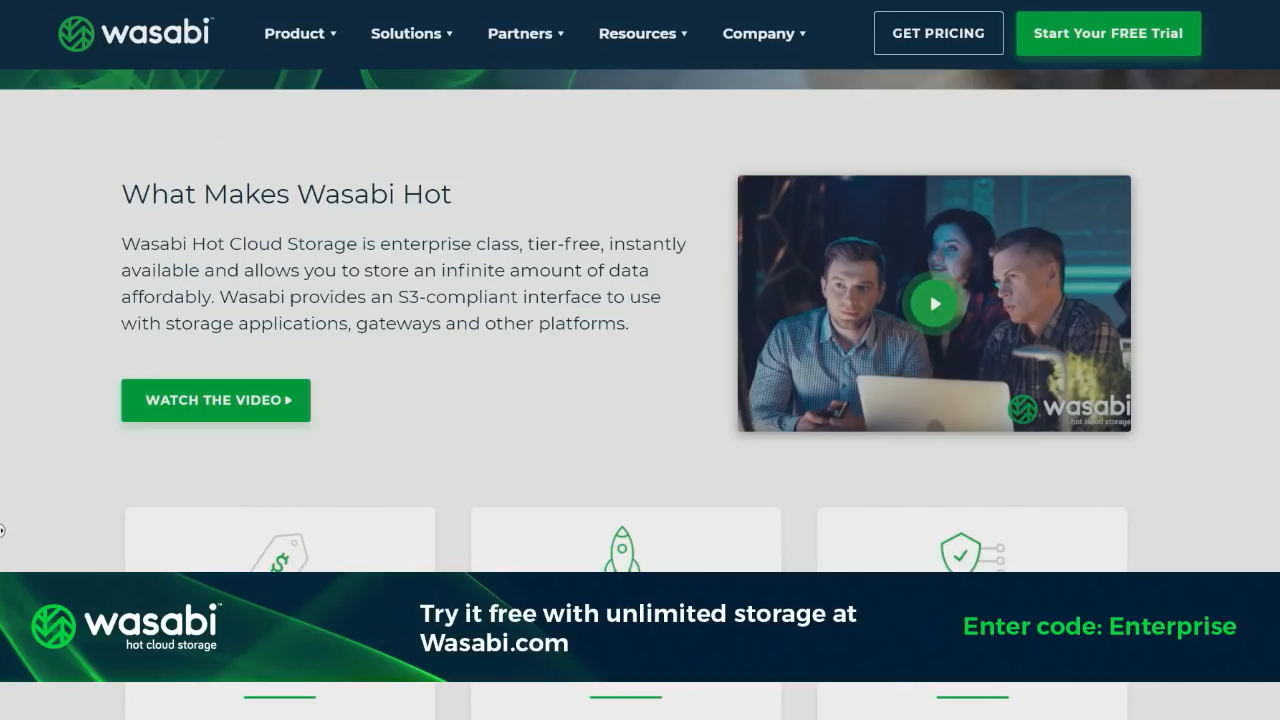 wasabi
Product
Solutions
Partners
Resources
Company
GET PRICING
Start Your FREE Trial
What Makes Wasabi Hot
Wasabi Hot Cloud Storage is enterprise class, tier-free, instantly
available and allows you to store an infinite amount of data
affordably. Wasabi provides an S3-compliant interface to use
with storage applications, gateways and other platforms.
WATCH THE VIDEO
wasabi
hot cloud storage
$
wasabi
hot cloud storage
Try it free with unlimited storage at
Wasabi.com
Enter code: Enterprise